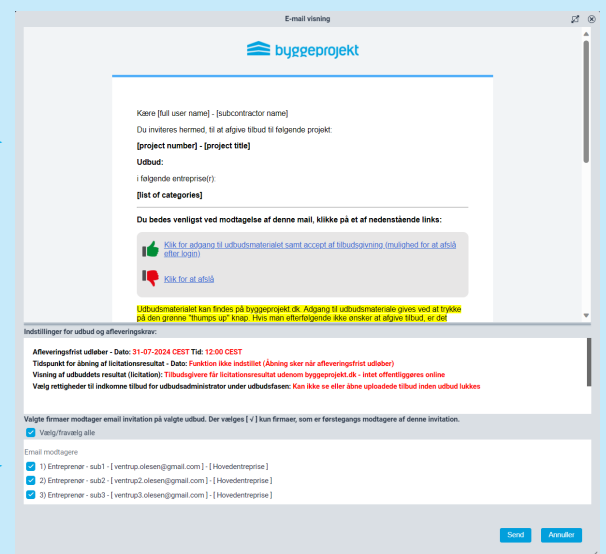 E-mail visning
byggeprojekt
Kære [full user name] - [subcontractor name]
Du inviteres hermed, til at afgive tilbud til følgende projekt:
[project number] - [project title]
Udbud:
i følgende entreprise(r):
[list of categories]
Du bedes venligst ved modtagelse af denne mail, klikke på et af nedenstående links:
Klik for adgang til udbudsmaterialet samt accept af tilbudsgivning (mulighed for at afslå
efter login)
Klik for at afslå
Udbudsmaterialet kan findes på byggeprojekt.dk. Adgang til udbudsmateriale gives ved at trykke
på den grønne "thumps up" knap. Hvis man efterfølgende ikke ønsker at afgive tilbud, er det
Indstillinger for udbud og afleveringskrav:
Afleveringsfrist udløber - Dato: 31-07-2024 CEST Tid: 12:00 CEST
Tidspunkt for åbning af licitationsresultat - Dato: Funktion ikke indstillet (Åbning sker når afleveringsfrist udløber)
Visning af udbuddets resultat (licitation): Tilbudsgivere får licitationsresultat udenom byggeprojekt.dk - intet offentliggøres online
Vælg rettigheder til indkomne tilbud for udbudsadministrator under udbudsfasen: Kan ikke se eller åbne uploadede tilbud inden udbud lukkes
Valgte firmaer modtager email invitation på valgte udbud. Der vælges [ √ ] kun firmaer, som er førstegangs modtagere af denne invitation.
Vælg/fravælg alle
Email modtagere
1) Entreprenør - sub1 - [ ventrup.olesen@gmail.com ] - [ Hovedentreprise ]
2) Entreprenør - sub2 - [ ventrup2.olesen@gmail.com ] - [ Hovedentreprise ]
3) Entreprenør - sub3 - [ ventrup3.olesen@gmail.com ] - [ Hovedentreprise ]
Send Annuller